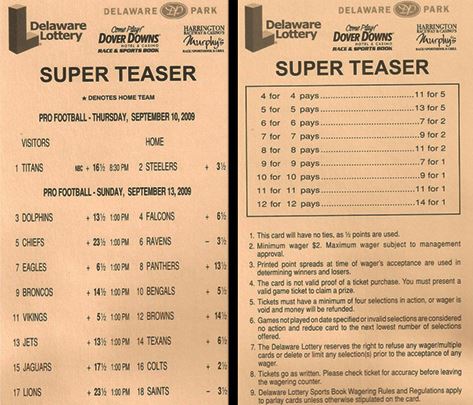 Delaware
Lottery
DELAWARE DP PARK
Come Play!
DOVER DOWNS
HOTEL & CASINO
RACE & SPORTS BOOK
HARRINGTON
RACEWAY & CASINO'S
Murphy's
RACE/SPORTSBOOK & GRILL
SUPER TEASER
★ DENOTES HOME TEAM
PRO FOOTBALL - THURSDAY, SEPTEMBER 10, 2009
VISITORS HOME
1 TITANS NBC + 16½ 8:30 PM 2 STEELERS + 3½
PRO FOOTBALL - SUNDAY, SEPTEMBER 13, 2009
3 DOLPHINS + 13½ 1:00 PM 4 FALCONS + 6½
5 CHIEFS + 23½ 1:00 PM 6 RAVENS – 3½
7 EAGLES + 6½ 1:00 PM 8 PANTHERS + 13½
9 BRONCOS + 14½ 1:00 PM 10 BENGALS + 5½
11 VIKINGS + 5½ 1:00 PM 12 BROWNS + 14½
13 JETS + 13½ 1:00 PM 14 TEXANS + 6½
15 JAGUARS + 17½ 1:00 PM 16 COLTS + 2½
17 LIONS + 23½ 1:00 PM 18 SAINTS – 3½
Delaware
Lottery
DELAWARE DP PARK
Come Play!
DOVER DOWNS
HOTEL & CASINO
RACE & SPORTS BOOK
HARRINGTON
RACEWAY & CASINO'S
Murphy's
RACE/SPORTSBOOK & GRILL
SUPER TEASER
4 for 4 pays..............................11 for 5
5 for 5 pays..............................13 for 5
6 for 6 pays................................7 for 2
7 for 7 pays................................9 for 2
8 for 8 pays..............................11 for 2
9 for 9 pays................................7 for 1
10 for 10 pays................................9 for 1
11 for 11 pays..............................11 for 1
12 for 12 pays..............................14 for 1
1. This card will have no ties, as ½ points are used.
2. Minimum wager $2. Maximum wager subject to management
approval.
3. Printed point spreads at time of wager's acceptance are used in
determining winners and losers.
4. The card is not valid proof of a ticket purchase. You must present a
valid game ticket to claim a prize.
5. Tickets must have a minimum of four selections in action, or wager is
void and money will be refunded.
6. Games not played on date specified or invalid selections are considered
no action and reduce card to the next lowest number of selections
offered.
7. The Delaware Lottery reserves the right to refuse any wager/multiple
cards or delete or limit any selection(s) prior to the acceptance of any
wager.
8. Tickets go as written. Please check ticket for accuracy before leaving
the wagering counter.
9. Delaware Lottery Sports Book Wagering Rules and Regulations apply
to parlay cards unless otherwise stipulated on the card.